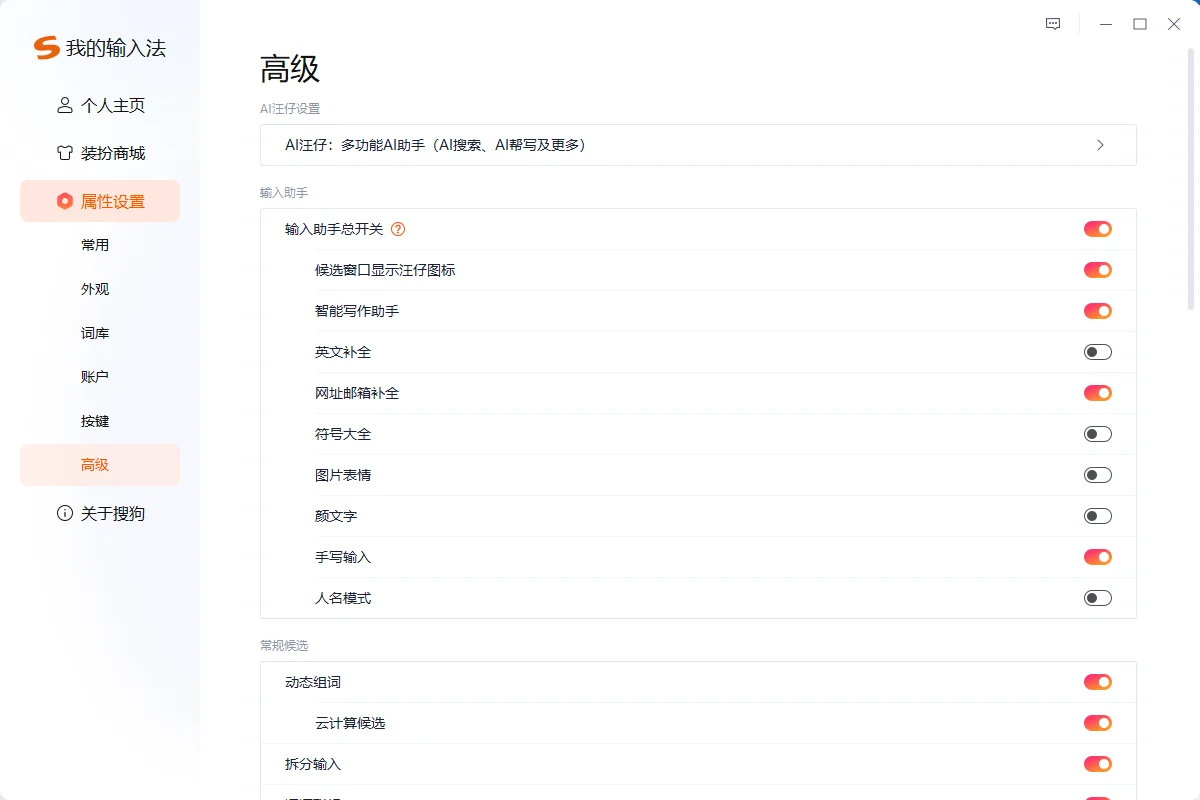 我的输入法
个人主页
装扮商城
属性设置
常用
外观
词库
账户
按键
高级
关于搜狗
高级
AI汪仔设置
AI汪仔：多功能AI助手（AI搜索、AI帮写及更多）
输入助手
输入助手总开关
候选窗口显示汪仔图标
智能写作助手
英文补全
网址邮箱补全
符号大全
图片表情
颜文字
手写输入
人名模式
常规候选
动态组词
云计算候选
拆分输入